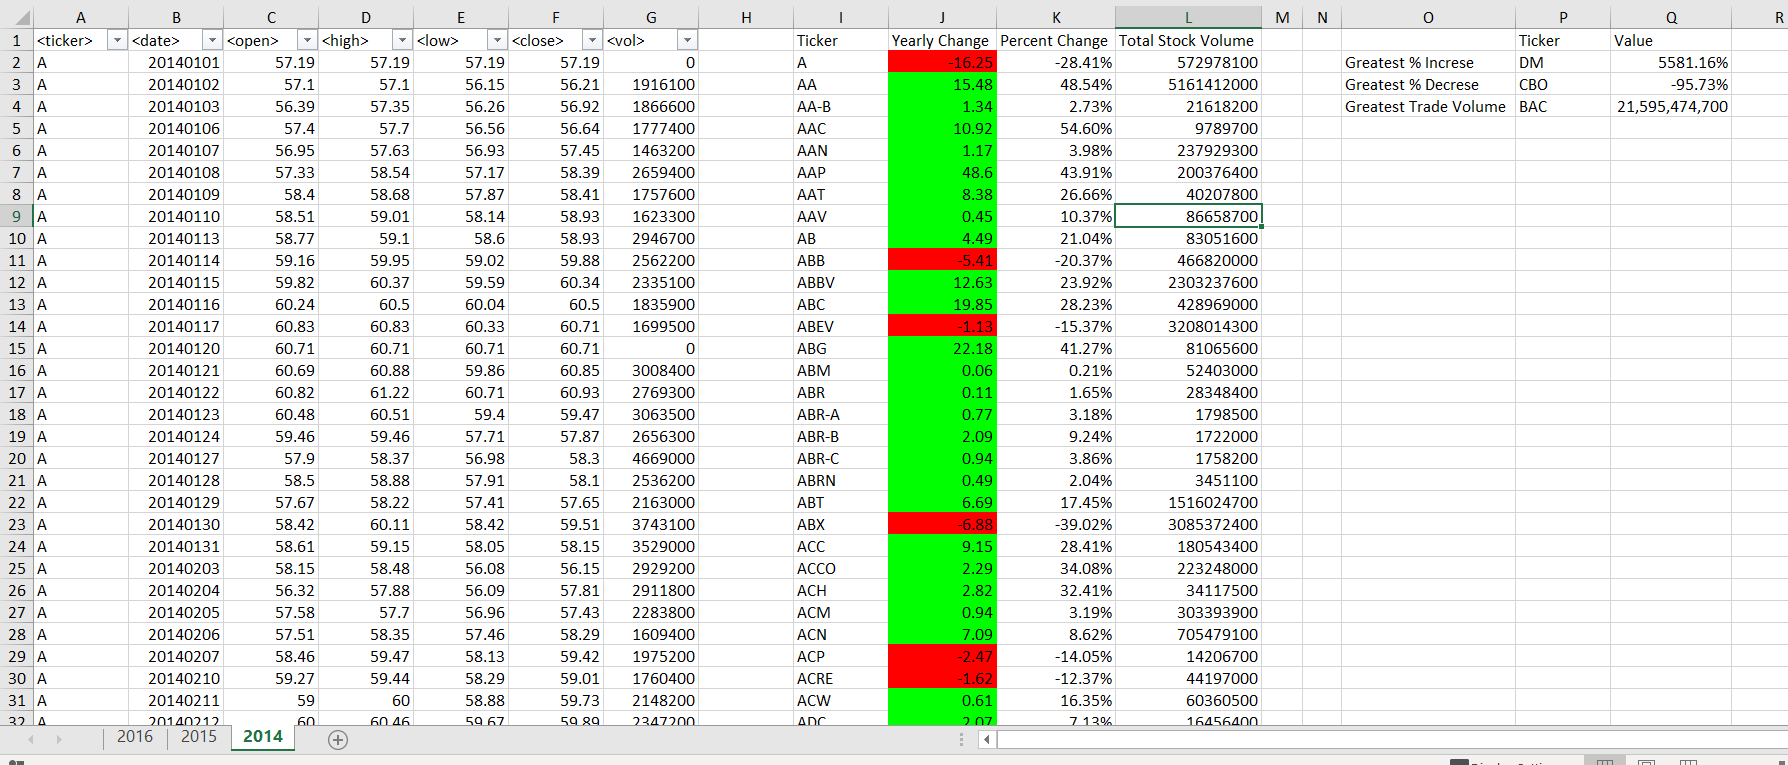 A B C D E F G H I J K L M N O P Q R
1 <ticker> <date> <open> <high> <low> <close> <vol> Ticker Yearly Change Percent Change Total Stock Volume Ticker Value
2 A 20140101 57.19 57.19 57.19 57.19 0 A -16.25 -28.41% 572978100 Greatest % Increse DM 5581.16%
3 A 20140102 57.1 57.1 56.15 56.21 1916100 AA 15.48 48.54% 5161412000 Greatest % Decrese CBO -95.73%
4 A 20140103 56.39 57.35 56.26 56.92 1866600 AA-B 1.34 2.73% 21618200 Greatest Trade Volume BAC 21,595,474,700
5 A 20140106 57.4 57.7 56.56 56.64 1777400 AAC 10.92 54.60% 9789700
6 A 20140107 56.95 57.63 56.93 57.45 1463200 AAN 1.17 3.98% 237929300
7 A 20140108 57.33 58.54 57.17 58.39 2659400 AAP 48.6 43.91% 200376400
8 A 20140109 58.4 58.68 57.87 58.41 1757600 AAT 8.38 26.66% 40207800
9 A 20140110 58.51 59.01 58.14 58.93 1623300 AAV 0.45 10.37% 86658700
10 A 20140113 58.77 59.1 58.6 58.93 2946700 AB 4.49 21.04% 83051600
11 A 20140114 59.16 59.95 59.02 59.88 2562200 ABB -5.41 -20.37% 466820000
12 A 20140115 59.82 60.37 59.59 60.34 2335100 ABBV 12.63 23.92% 2303237600
13 A 20140116 60.24 60.5 60.04 60.5 1835900 ABC 19.85 28.23% 428969000
14 A 20140117 60.83 60.83 60.33 60.71 1699500 ABEV -1.13 -15.37% 3208014300
15 A 20140120 60.71 60.71 60.71 60.71 0 ABG 22.18 41.27% 81065600
16 A 20140121 60.69 60.88 59.86 60.85 3008400 ABM 0.06 0.21% 52403000
17 A 20140122 60.82 61.22 60.71 60.93 2769300 ABR 0.11 1.65% 28348400
18 A 20140123 60.48 60.51 59.4 59.47 3063500 ABR-A 0.77 3.18% 1798500
19 A 20140124 59.46 59.46 57.71 57.87 2656300 ABR-B 2.09 9.24% 1722000
20 A 20140127 57.9 58.37 56.98 58.3 4669000 ABR-C 0.94 3.86% 1758200
21 A 20140128 58.5 58.88 57.91 58.1 2536200 ABRN 0.49 2.04% 3451100
22 A 20140129 57.67 58.22 57.41 57.65 2163000 ABT 6.69 17.45% 1516024700
23 A 20140130 58.42 60.11 58.42 59.51 3743100 ABX -6.88 -39.02% 3085372400
24 A 20140131 58.61 59.15 58.05 58.15 3529000 ACC 9.15 28.41% 180543400
25 A 20140203 58.15 58.48 56.08 56.15 2929200 ACCO 2.29 34.08% 223248000
26 A 20140204 56.32 57.88 56.09 57.81 2911800 ACH 2.82 32.41% 34117500
27 A 20140205 57.58 57.7 56.96 57.43 2283800 ACM 0.94 3.19% 303393900
28 A 20140206 57.51 58.35 57.46 58.29 1609400 ACN 7.09 8.62% 705479100
29 A 20140207 58.46 59.47 58.13 59.42 1975200 ACP -2.47 -14.05% 14206700
30 A 20140210 59.27 59.44 58.29 59.01 1760400 ACRE -1.62 -12.37% 44197000
31 A 20140211 59 60 58.88 59.73 2148200 ACW 0.61 16.35% 60360500
32 A 20140212 60 60.46 59.67 59.89 2347200 ADC 2.07 7.13% 16456400
2016 2015 2014